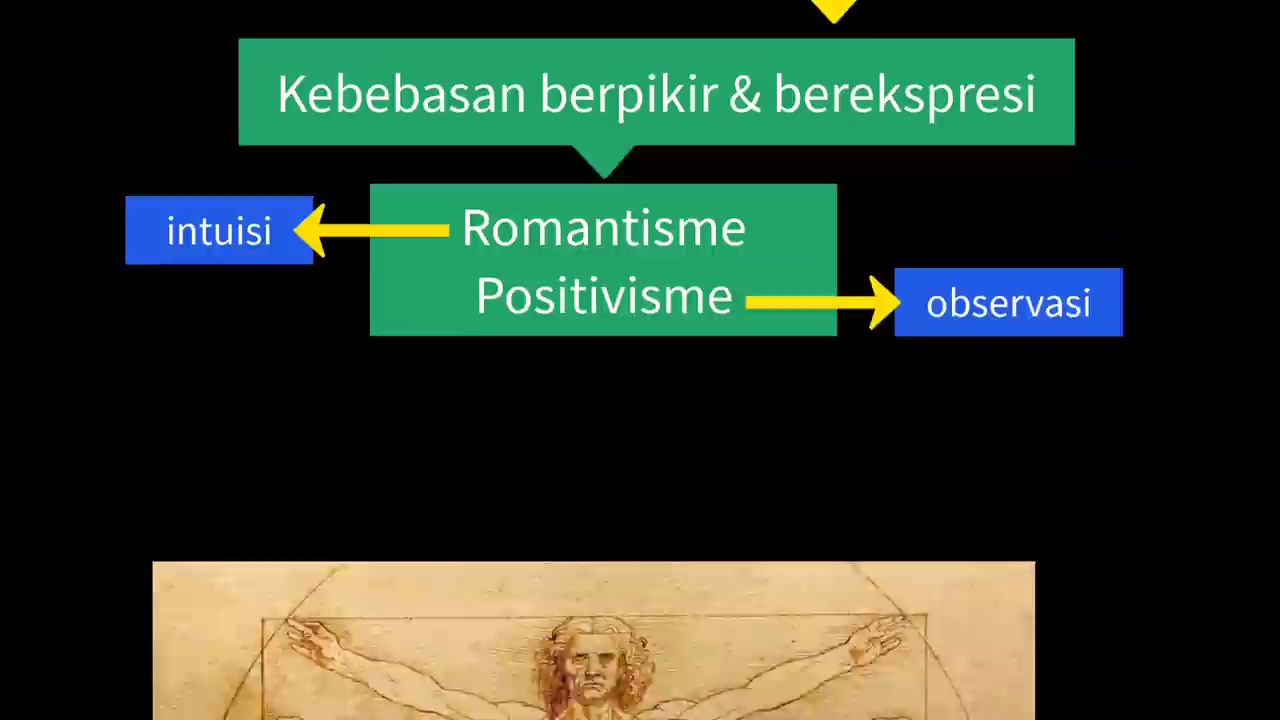 Kebebasan berpikir & berekspresi
intuisi
Romantisme
Positivisme
observasi